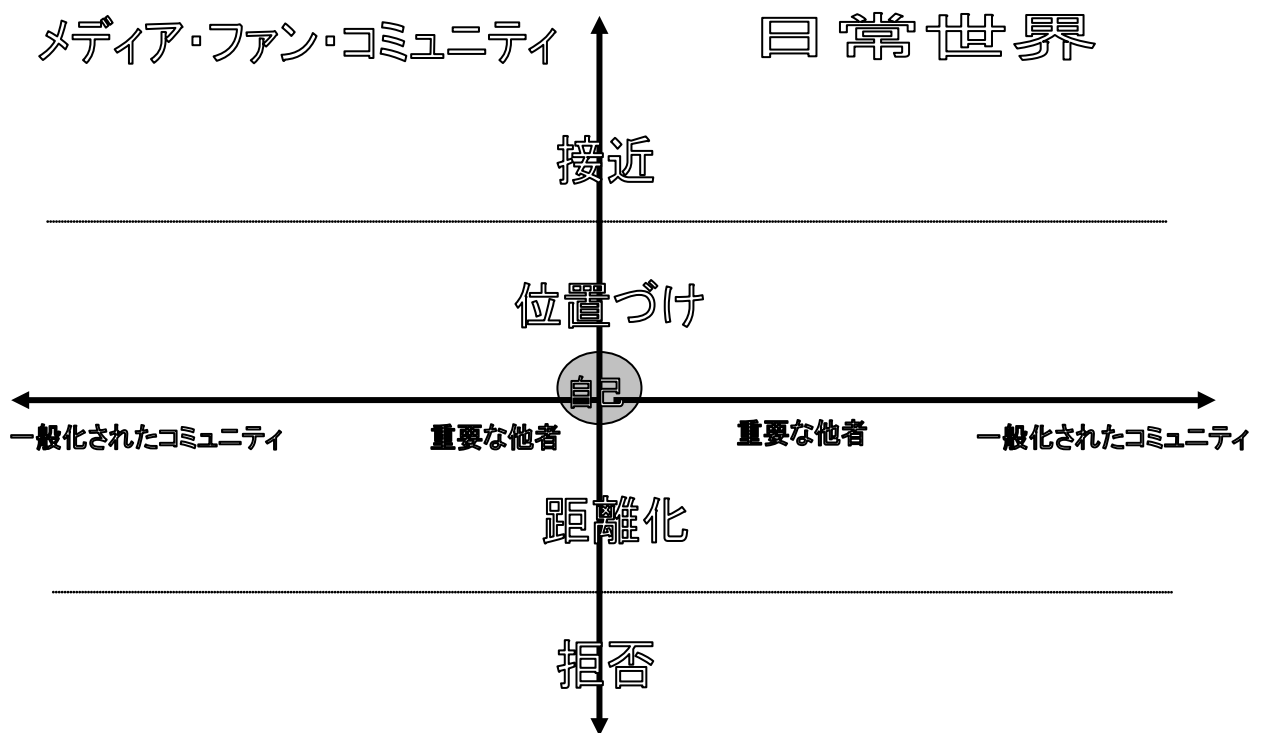 メディア・ファン・コミュニティ
日常世界
接近
位置づけ
自己
一般化されたコミュニティ
重要な他者
重要な他者
一般化されたコミュニティ
距離化
拒否